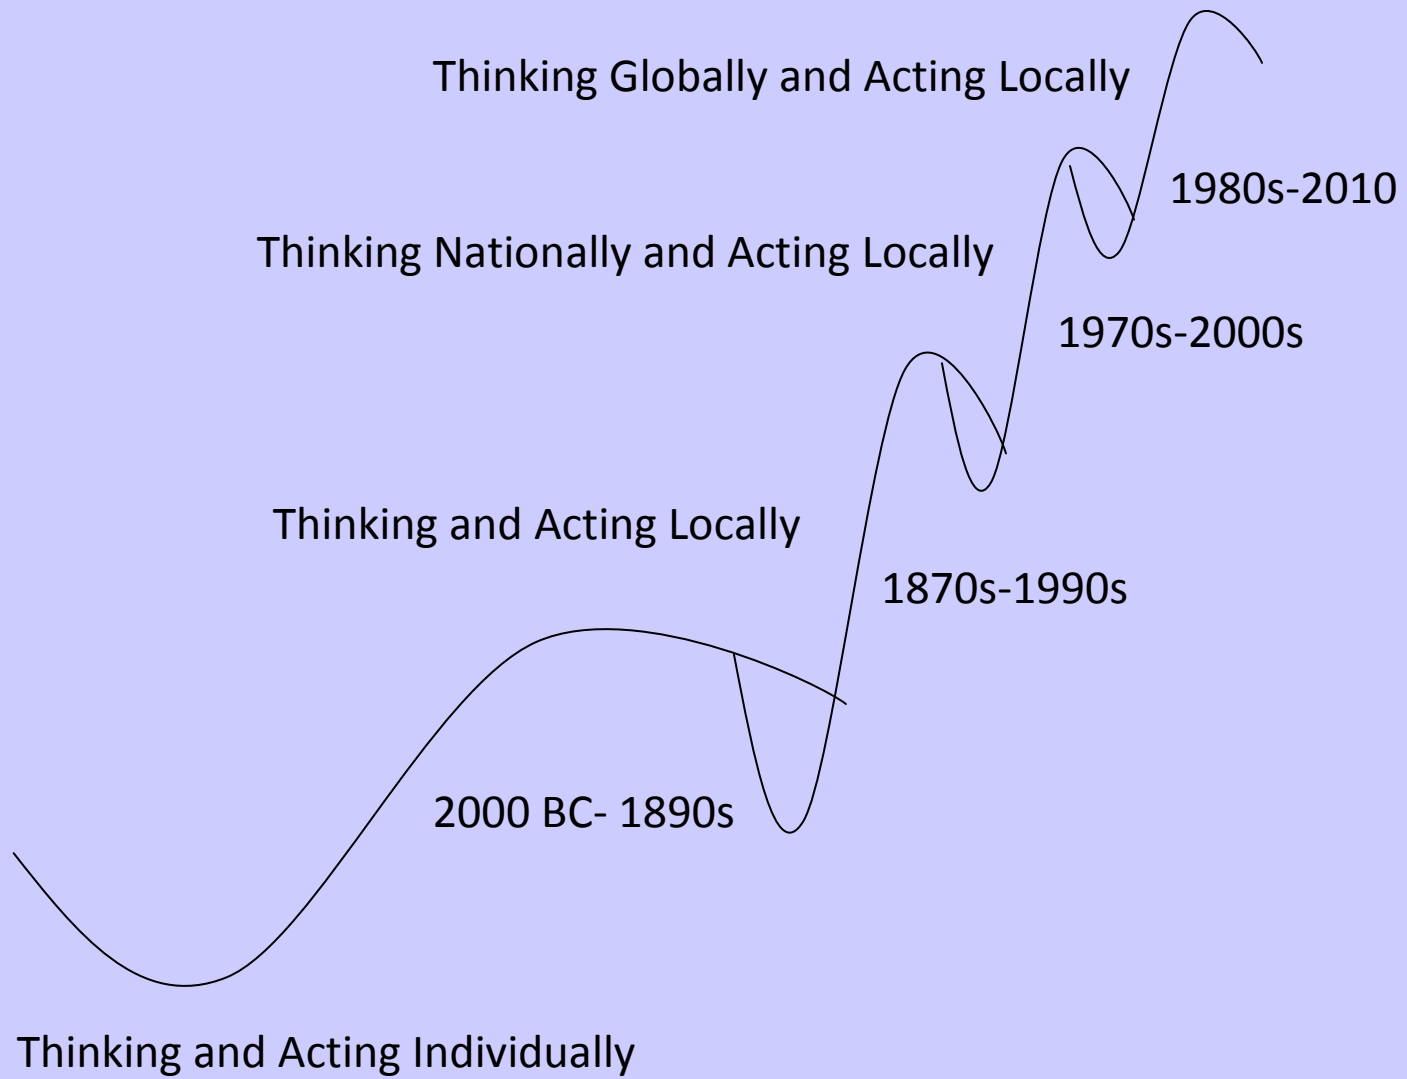 Thinking Globally and Acting Locally
1980s-2010
Thinking Nationally and Acting Locally
1970s-2000s
Thinking and Acting Locally
1870s-1990s
2000 BC- 1890s
Thinking and Acting Individually